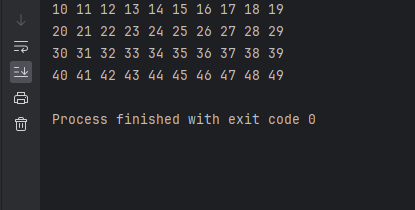 10 11 12 13 14 15 16 17 18 19
20 21 22 23 24 25 26 27 28 29
30 31 32 33 34 35 36 37 38 39
40 41 42 43 44 45 46 47 48 49
Process finished with exit code 0